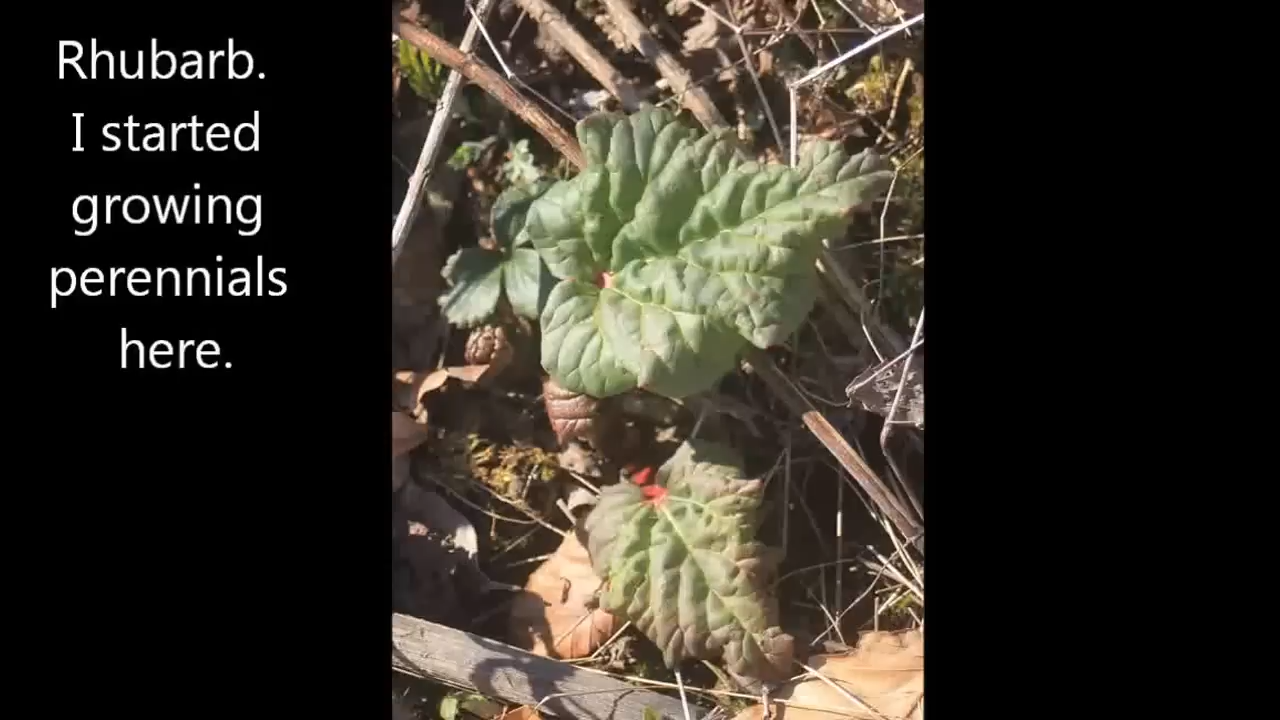 Rhubarb.
I started
growing
perennials
here.